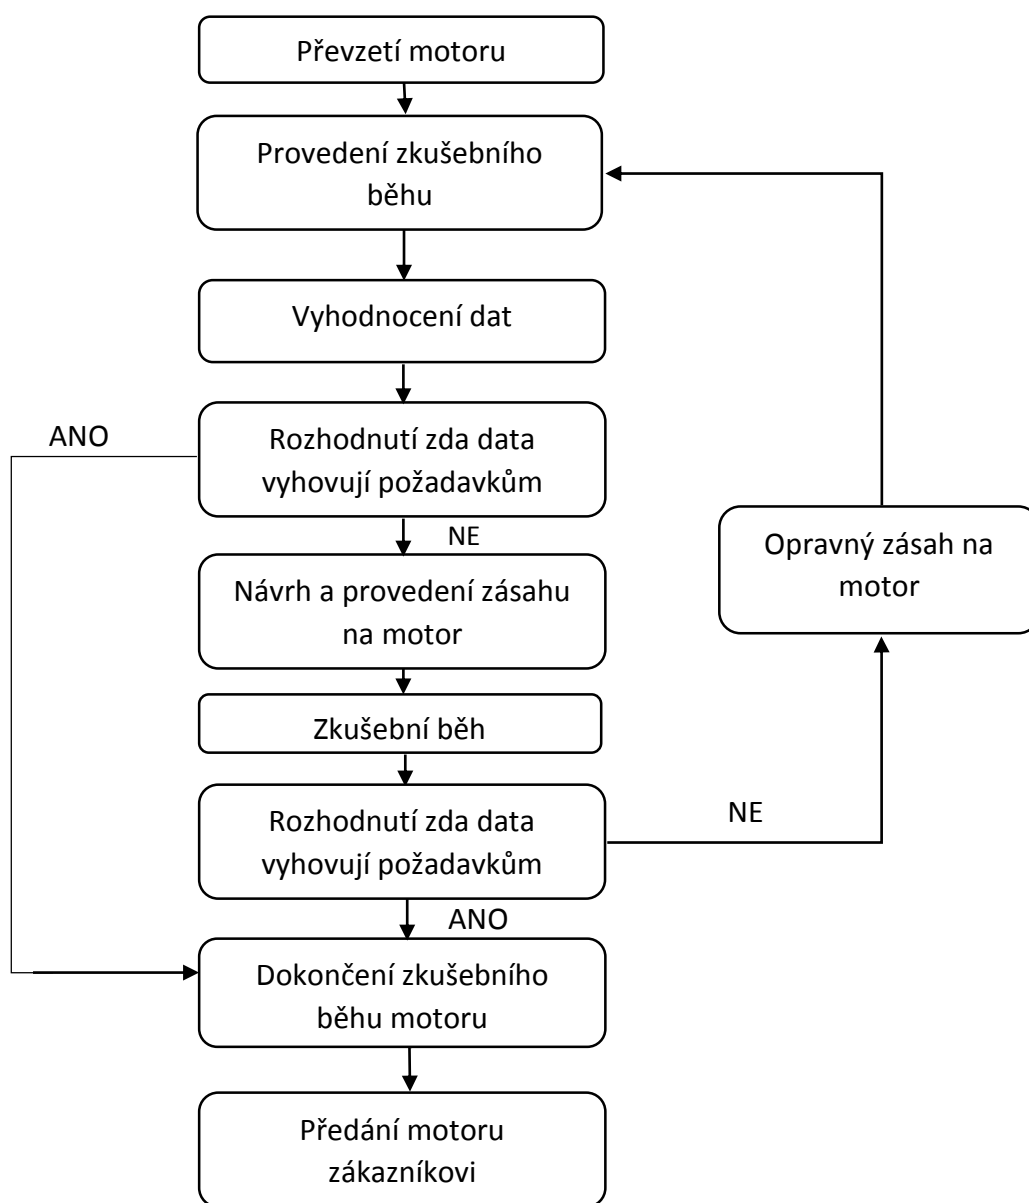 Převzetí motoru
Provedení zkušebního
běhu
Vyhodnocení dat
ANO
Rozhodnutí zda data
vyhovují požadavkům
NE
Návrh a provedení zásahu
na motor
Opravný zásah na
motor
Zkušební běh
Rozhodnutí zda data
vyhovují požadavkům
NE
ANO
Dokončení zkušebního
běhu motoru
Předání motoru
zákazníkovi